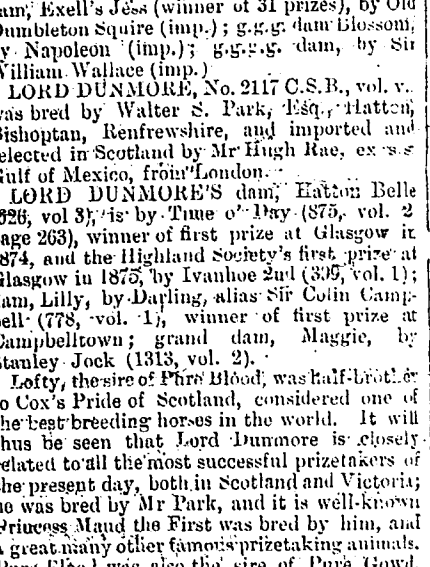 am, Exell's Jess (winner of 31 prizes), by Old
Dumbleton Squire (imp.); g.g.g. dam Blossom,
by Napoleon (imp.); g.g.g.g. dam, by Sir
William Wallace (imp.)
LORD DUNMORE, No. 2117 C.S.B., vol. v.,
was bred by Walter S. Park, Esq., Hatton,
Bishoptan, Renfrewshire, and imported and
selected in Scotland by Mr Hugh Rae, ex s.s
Gulf of Mexico, from London.
LORD DUNMORE'S dam, Hatton Belle
626, vol 3), is by Time o' Day (875, vol. 2
page 263), winner of first prize at Glasgow in
1874, and the Highland Society's first prize at
Glasgow in 1875, by Ivanhoe 2nd (399, vol. 1);
dam, Lilly, by Darling, alias Sir Colin Camp-
bell (778, vol. 1), winner of first prize at
Campbelltown; grand dam, Maggie, by
Stanley Jock (1313, vol. 2).
Lofty, the sire of Pure Blood, was half-brother
to Cox's Pride of Scotland, considered one of
the best breeding horses in the world. It will
thus be seen that Lord Dunmore is closely
related to all the most successful prizetakers of
the present day, both in Scotland and Victoria;
he was bred by Mr Park, and it is well-known
Princess Maud the First was bred by him, and
a great many other famous prizetaking animals.
was also the sire of Pure Gowd,